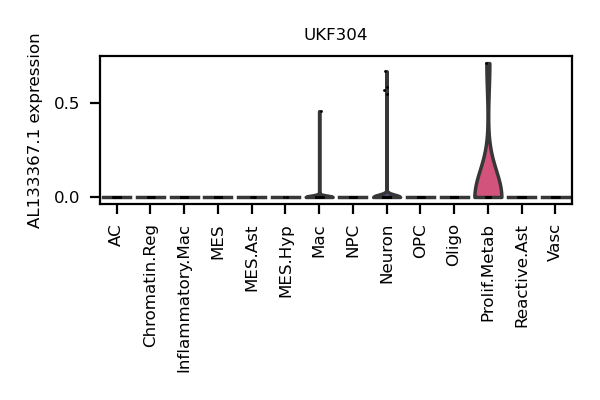 UKF304
AL133367.1 expression
0.5
0.0
AC
Chromatin.Reg
Inflammatory.Mac
MES
MES.Ast
MES.Hyp
Mac
NPC
Neuron
OPC
Oligo
Prolif.Metab
Reactive.Ast
Vasc